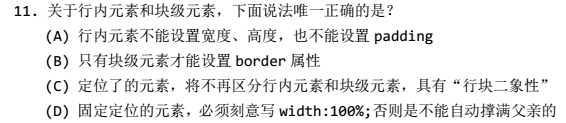 11. 关于行内元素和块级元素，下面说法唯一正确的是？
(A) 行内元素不能设置宽度、高度，也不能设置 padding
(B) 只有块级元素才能设置 border 属性
(C) 定位了的元素，将不再区分行内元素和块级元素，具有“行块二象性”
(D) 固定定位的元素，必须刻意写 width:100%;否则是不能自动撑满父亲的